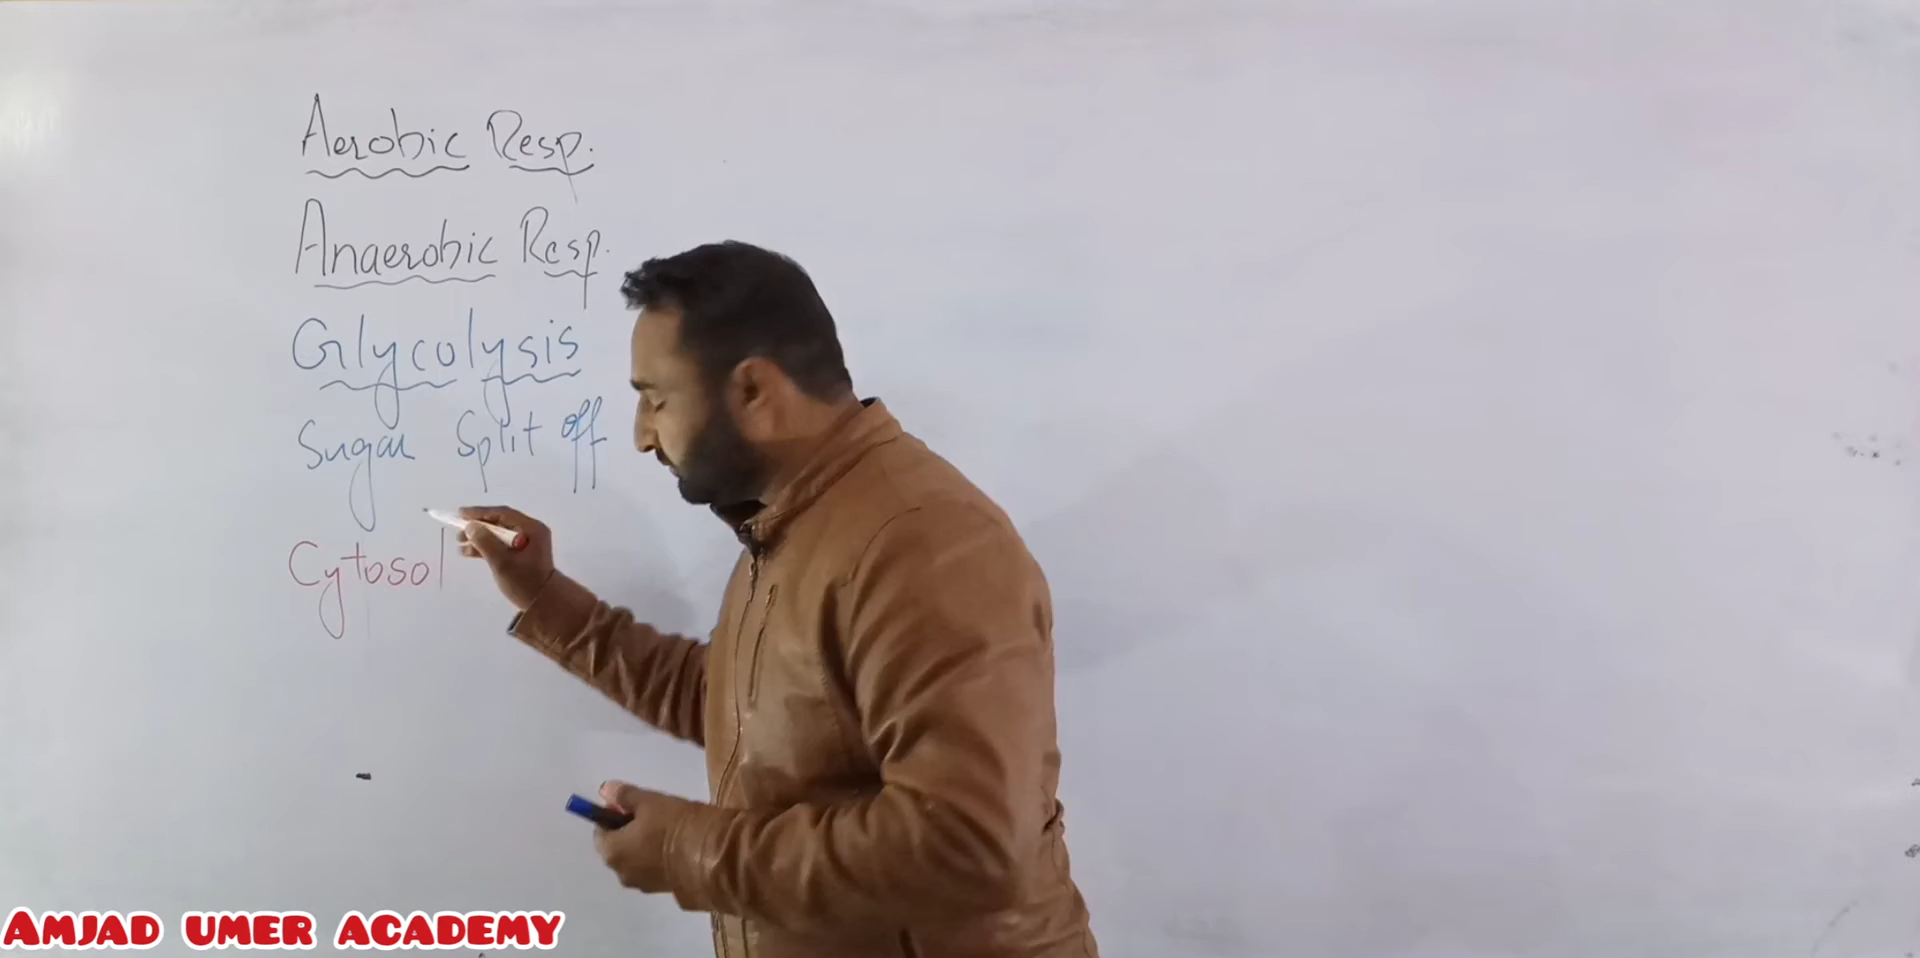 Aerobic Resp.
Anaerobic Resp.
Glycolysis
Sugar Split off
Cytosol
AMJAD UMER ACADEMY